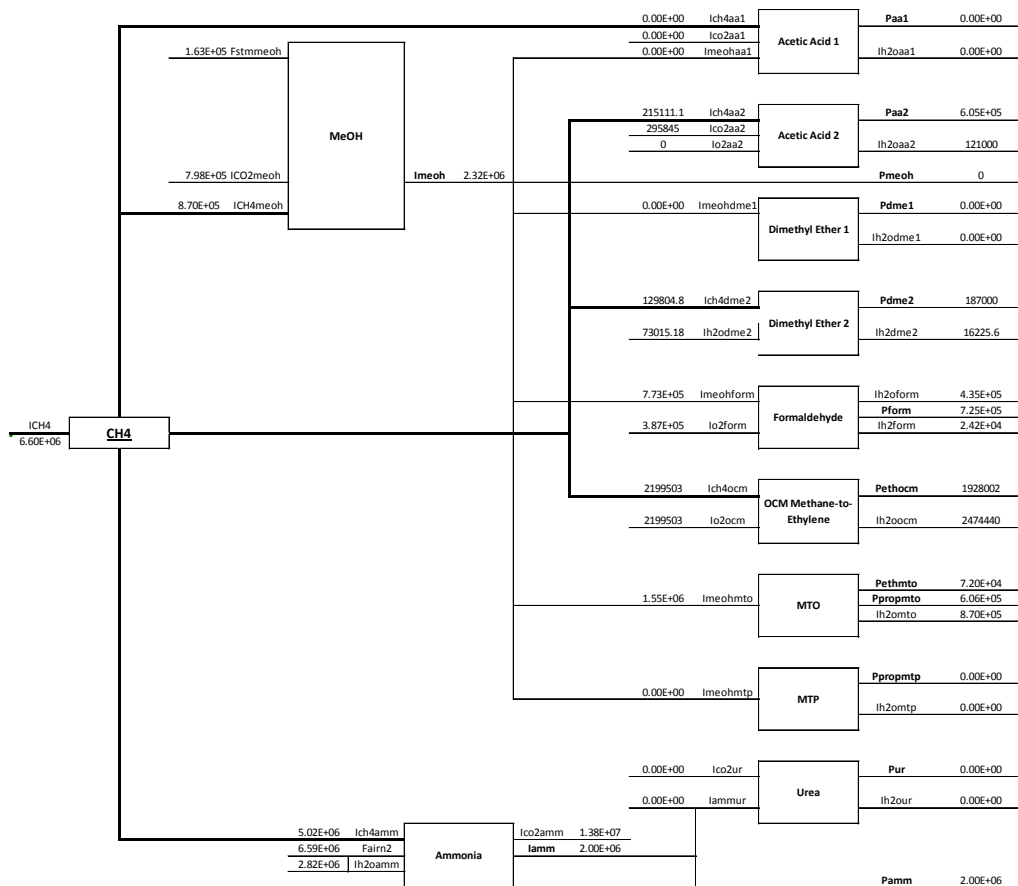 0.00E+00 Ich4aa1 Paa1 0.00E+00
0.00E+00 Ico2aa1
Acetic Acid 1
1.63E+05 Fstmmeoh 0.00E+00 Imeohaa1 Ih2oaa1 0.00E+00
215111.1 Ich4aa2 Paa2 6.05E+05
295845 Ico2aa2
Acetic Acid 2
MeOH
0 Io2aa2 Ih2oaa2 121000
7.98E+05 ICO2meoh Imeoh 2.32E+06 Pmeoh 0
8.70E+05 ICH4meoh 0.00E+00 Imeohdme1 Pdme1 0.00E+00
Dimethyl Ether 1
Ih2odme1 0.00E+00
129804.8 Ich4dme2 Pdme2 187000
Dimethyl Ether 2
73015.18 Ih2odme2 Ih2dme2 16225.6
7.73E+05 Imeohform Ih2oform 4.35E+05
Formaldehyde Pform 7.25E+05
ICH4
CH4
3.87E+05 Io2form Ih2form 2.42E+04
6.60E+06
2199503 Ich4ocm Pethocm 1928002
OCM Methane-to-
Ethylene
2199503 Io2ocm Ih2oocm 2474440
Pethmto 7.20E+04
1.55E+06 Imeohmto MTO Ppropmto 6.06E+05
Ih2omto 8.70E+05
Ppropmtp 0.00E+00
0.00E+00 Imeohmtp MTP
Ih2omtp 0.00E+00
0.00E+00 Ico2ur Pur 0.00E+00
Urea
0.00E+00 Iammur Ih2our 0.00E+00
5.02E+06 Ich4amm Ico2amm 1.38E+07
6.59E+06 Fairn2 Ammonia Iamm 2.00E+06
2.82E+06 Ih2oamm
Pamm 2.00E+06